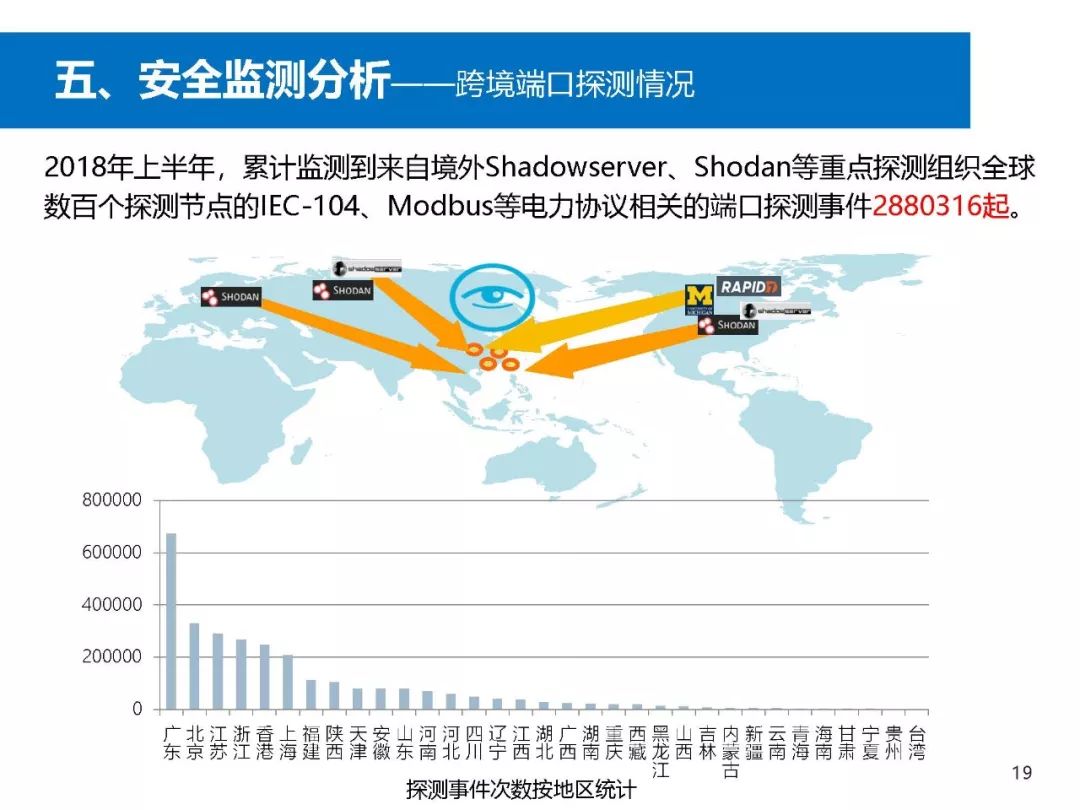 五、安全监测分析——跨境端口探测情况
2018年上半年，累计监测到来自境外Shadowserver、Shodan等重点探测组织全球
数百个探测节点的IEC-104、Modbus等电力协议相关的端口探测事件2880316起。
shadowserver
SHODAN
SHODAN
M
UNIVERSITY OF
MICHIGAN
RAPID7
shadowserver
SHODAN
800000
600000
400000
200000
0
广东
北京
江苏
浙江
香港
上海
福建
陕西
天津
安徽
山东
河南
河北
四川
辽宁
江西
湖北
广西
湖南
重庆
西藏
黑龙江
山西
吉林
内蒙古
新疆
云南
青海
海南
甘肃
宁夏
贵州
台湾
探测事件次数按地区统计
19